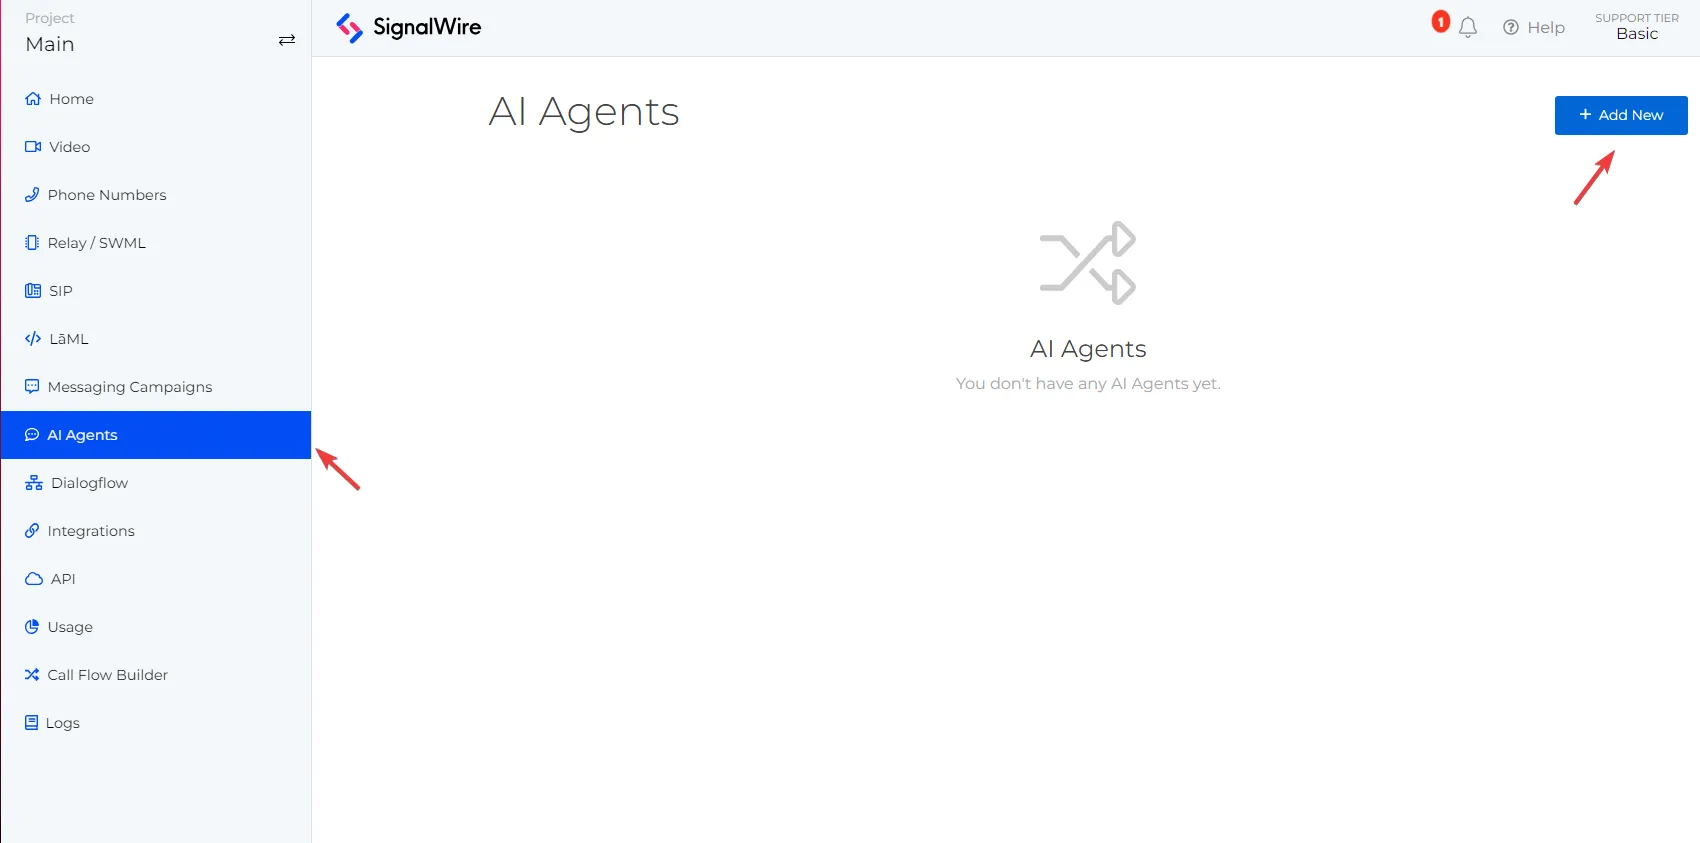 Project
Main
Home
Video
Phone Numbers
Relay / SWML
SIP
LāML
Messaging Campaigns
AI Agents
Dialogflow
Integrations
API
Usage
Call Flow Builder
Logs
SignalWire
1
Help
SUPPORT TIER
Basic
AI Agents
+ Add New
AI Agents
You don't have any AI Agents yet.